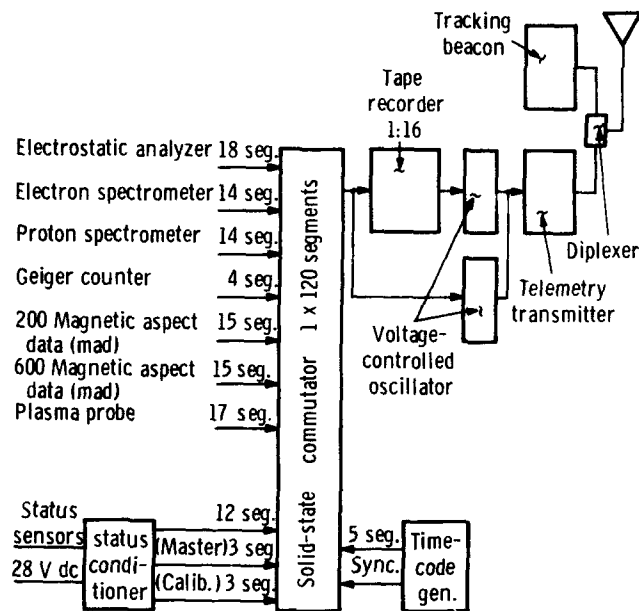 Tracking
beacon
Tape
recorder
1:16
Electrostatic analyzer 18 seg.
Electron spectrometer 14 seg.
Proton spectrometer 14 seg.
Geiger counter 4 seg.
200 Magnetic aspect 15 seg.
data (mad)
600 Magnetic aspect 15 seg.
data (mad)
Plasma probe 17 seg.
Solid-state commutator 1 x 120 segments
Diplexer
Telemetry
transmitter
Voltage-
controlled
oscillator
Status
sensors
28 V dc
status
condi-
tioner
12 seg.
(Master) 3 seg
(Calib.) 3 seg.
5 seg.
Sync.
Time-
code
gen.